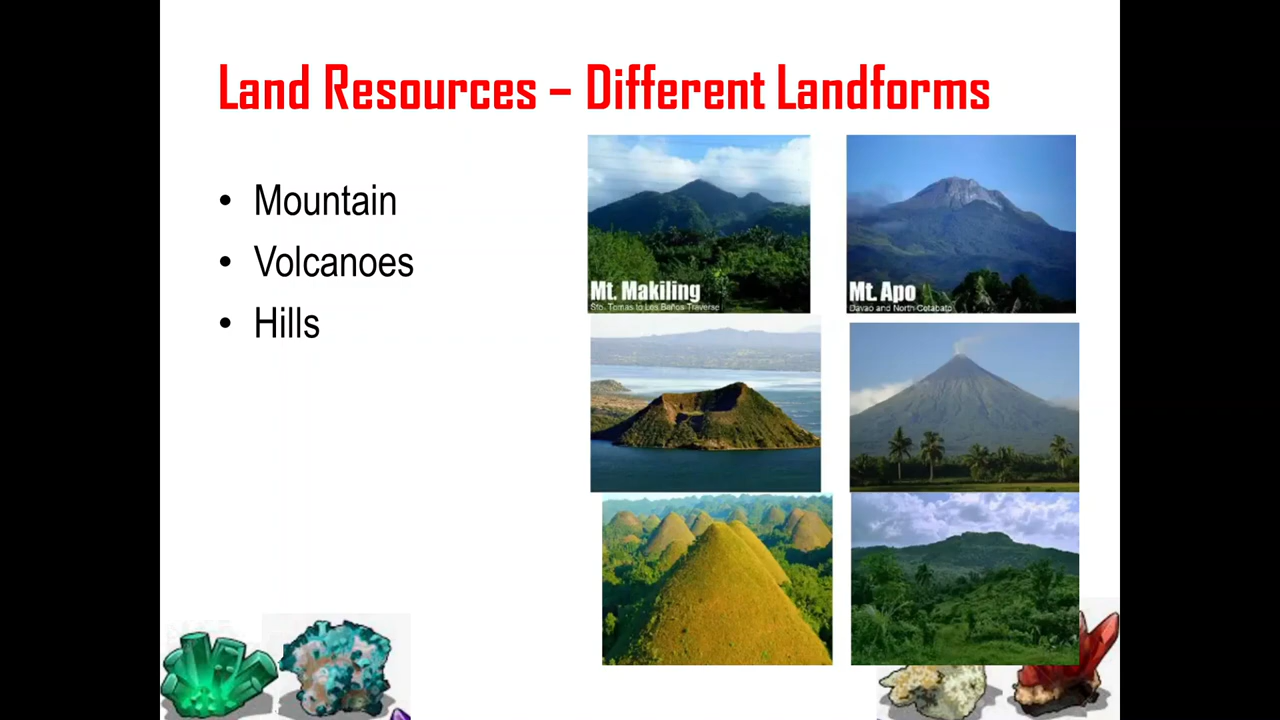 Land Resources – Different Landforms
• Mountain
• Volcanoes
• Hills
Mt. Makiling
Sto. Tomas to Los Baños Traverse
Mt. Apo
Davao and North Cotabato